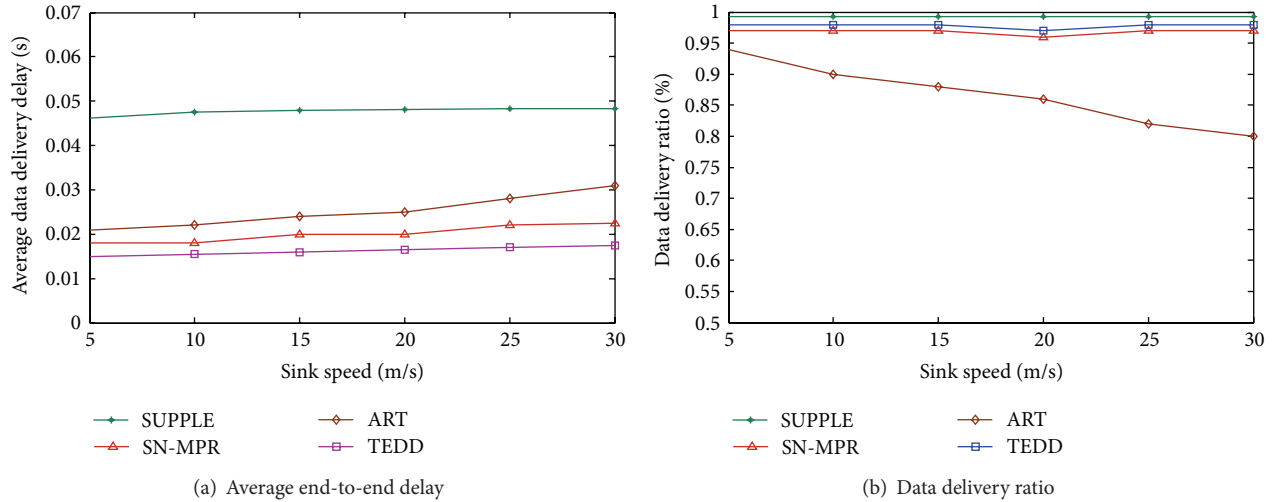 0.07
0.06
0.05
0.04
0.03
0.02
0.01
0
Average data delivery delay (s)
5 10 15 20 25 30
Sink speed (m/s)
SUPPLE
SN-MPR
ART
TEDD
(a) Average end-to-end delay
1
0.95
0.9
0.85
0.8
0.75
0.7
0.65
0.6
0.55
0.5
Data delivery ratio (%)
5 10 15 20 25 30
Sink speed (m/s)
SUPPLE
SN-MPR
ART
TEDD
(b) Data delivery ratio